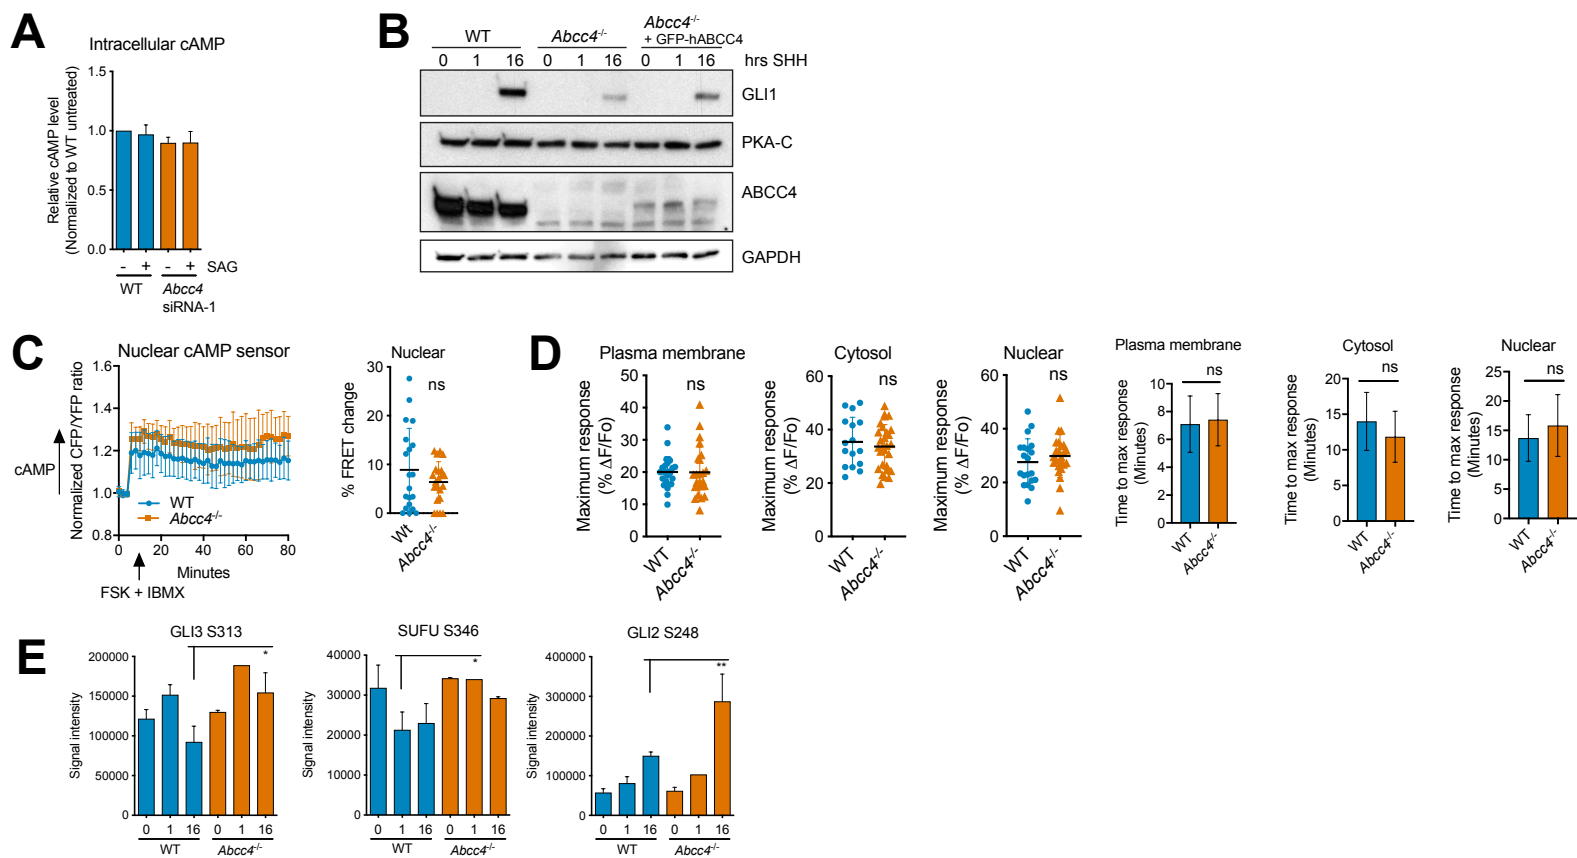 A
Intracellular cAMP
Relative cAMP level
(Normalized to WT untreated)
1.5
1.0
0.5
0.0
- + - + SAG
WT Abcc4
siRNA-1
B
WT Abcc4-/- Abcc4-/-
+ GFP-hABCC4
0 1 16 0 1 16 0 1 16 hrs SHH
GLI1
PKA-C
ABCC4
GAPDH
C
Nuclear cAMP sensor
cAMP
Normalized CFP/YFP ratio
1.6
1.4
1.2
1.0
0.8
WT
Abcc4-/-
0 20 40 60 80
Minutes
FSK + IBMX
Nuclear
% FRET change
30
20
10
0
ns
Wt Abcc4-/-
D
Plasma membrane
Maximum response
(% ΔF/Fo)
50
40
30
20
10
0
ns
WT Abcc4-/-
Cytosol
Maximum response
(% ΔF/Fo)
60
40
20
0
ns
WT Abcc4-/-
Nuclear
Maximum response
(% ΔF/Fo)
60
40
20
0
ns
WT Abcc4-/-
Plasma membrane
Time to max response
(Minutes)
10
8
6
4
2
0
ns
WT Abcc4-/-
Cytosol
Time to max response
(Minutes)
20
15
10
5
0
ns
WT Abcc4-/-
Nuclear
Time to max response
(Minutes)
25
20
15
10
5
0
ns
WT Abcc4-/-
E
GLI3 S313
Signal intensity
200000
150000
100000
50000
0
*
0 1 16 0 1 16
WT Abcc4-/-
SUFU S346
Signal intensity
40000
30000
20000
10000
0
*
0 1 16 0 1 16
WT Abcc4-/-
GLI2 S248
Signal intensity
400000
300000
200000
100000
0
**
0 1 16 0 1 16
WT Abcc4-/-